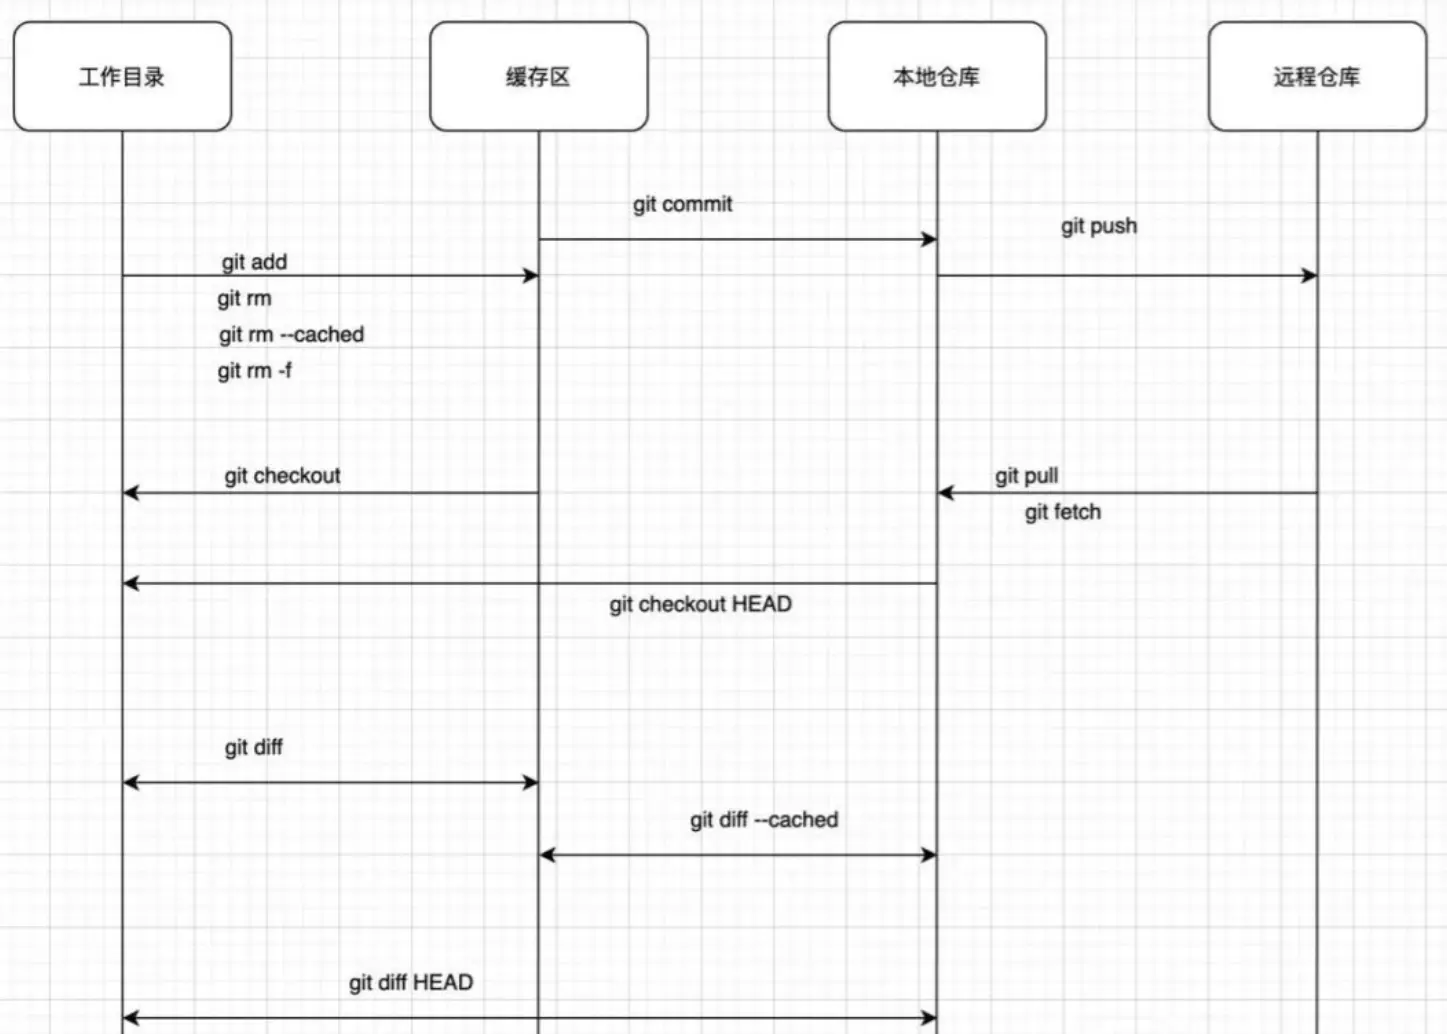 工作目录
缓存区
本地仓库
远程仓库
git commit
git push
git add
git rm
git rm --cached
git rm -f
git checkout
git pull
git fetch
git checkout HEAD
git diff
git diff --cached
git diff HEAD